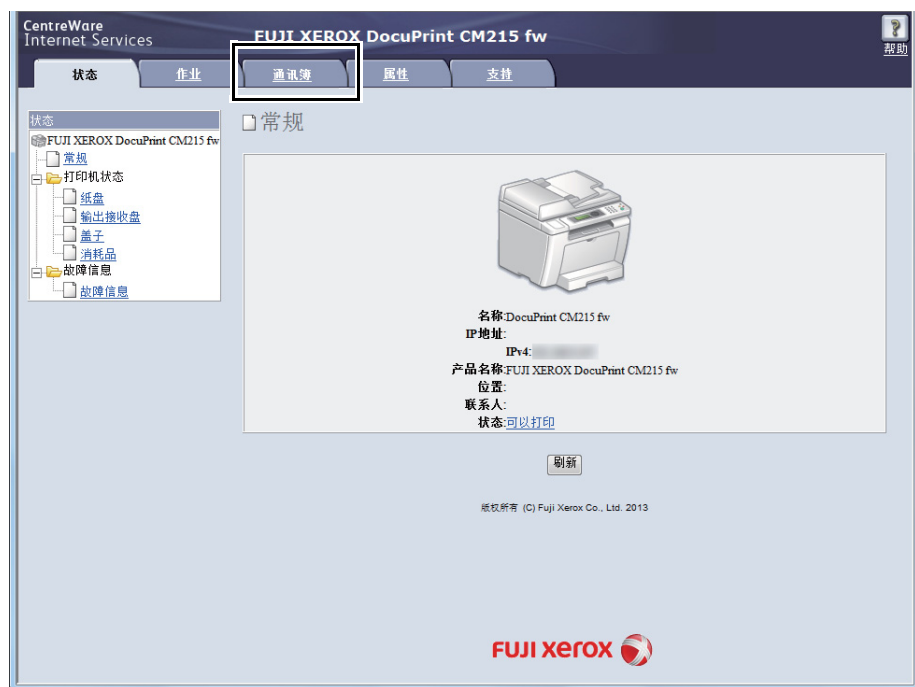 CentreWare
Internet Services
FUJI XEROX DocuPrint CM215 fw
?
帮助
状态 作业 通讯簿 属性 支持
状态
FUJI XEROX DocuPrint CM215 fw
常规
打印机状态
纸盘
输出接收盘
盖子
消耗品
故障信息
故障信息
常规
名称:DocuPrint CM215 fw
IP地址:
IPv4:
产品名称:FUJI XEROX DocuPrint CM215 fw
位置:
联系人:
状态:可以打印
刷新
版权所有 (C) Fuji Xerox Co., Ltd. 2013
FUJI xerox